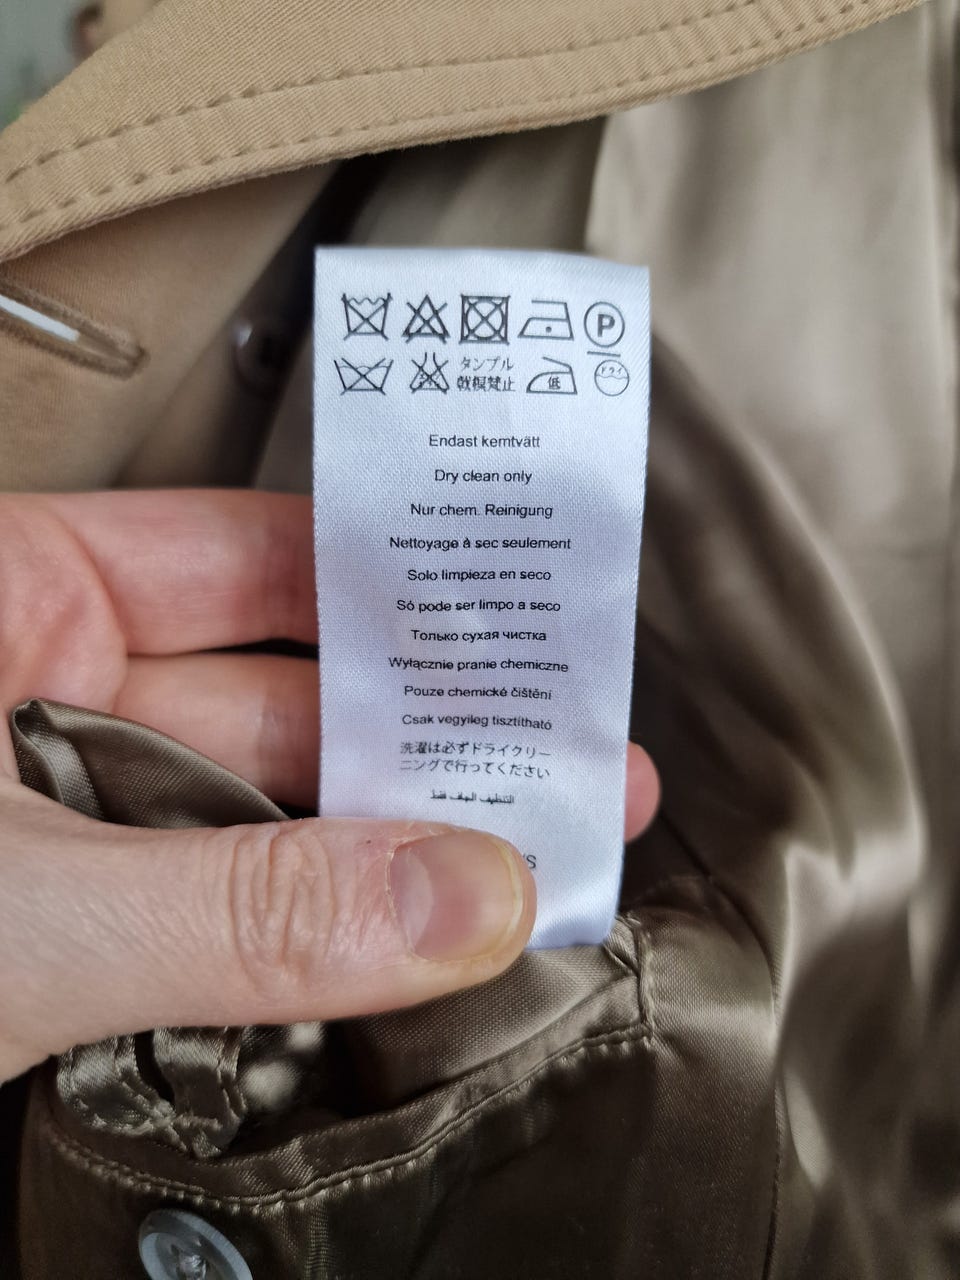 P
タンブル
禁止
低
ドライ
Endast kemtvätt
Dry clean only
Nur chem. Reinigung
Nettoyage à sec seulement
Solo limpieza en seco
Só pode ser limpo a seco
Только сухая чистка
Wyłącznie pranie chemiczne
Pouze chemické čištění
Csak vegyileg tisztítható
洗濯は必ずドライクリー
ニングで行ってください
التنظيف الجاف فقط